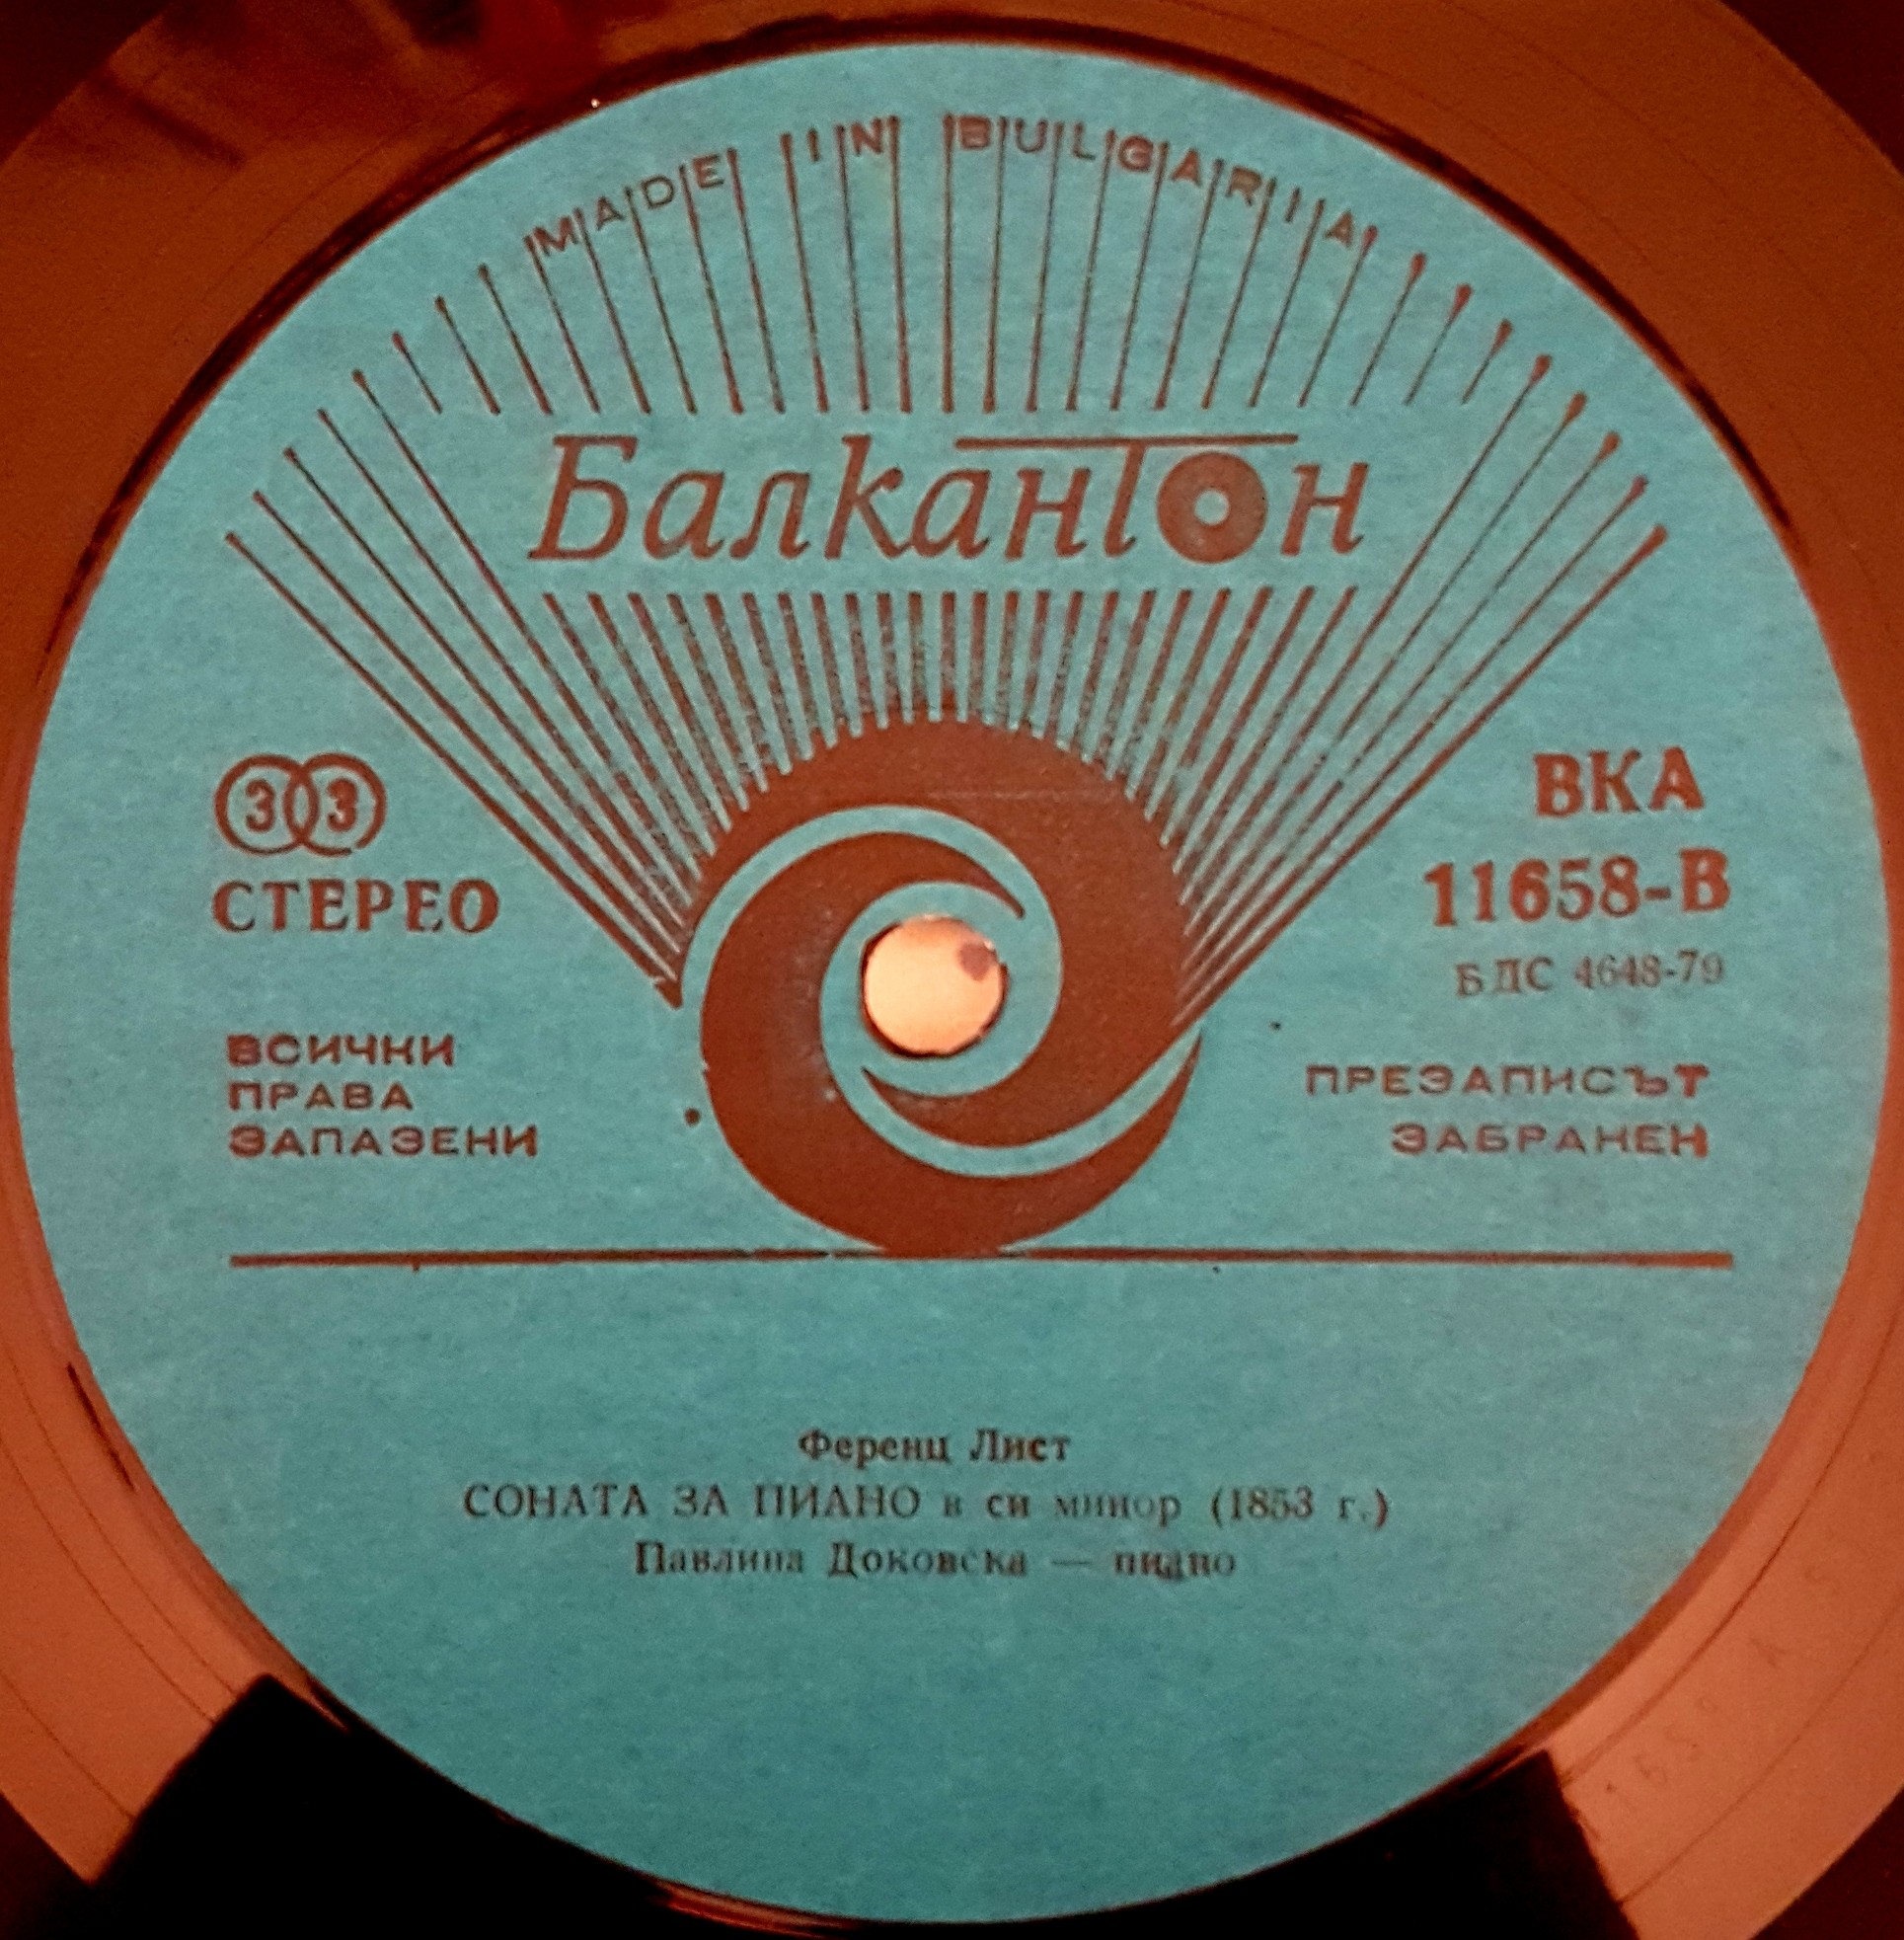 MADE IN BULGARIA
Балкантон
33
СТЕРЕО
ВКА
11658-В
БДС 4648-79
ВСИЧКИ
ПРАВА
ЗАПАЗЕНИ
ПРЕЗАПИСЪТ
ЗАБРАНЕН
Ференц Лист
СОНАТА ЗА ПИАНО в си минор (1853 г.)
Павлина Доковска — пиано